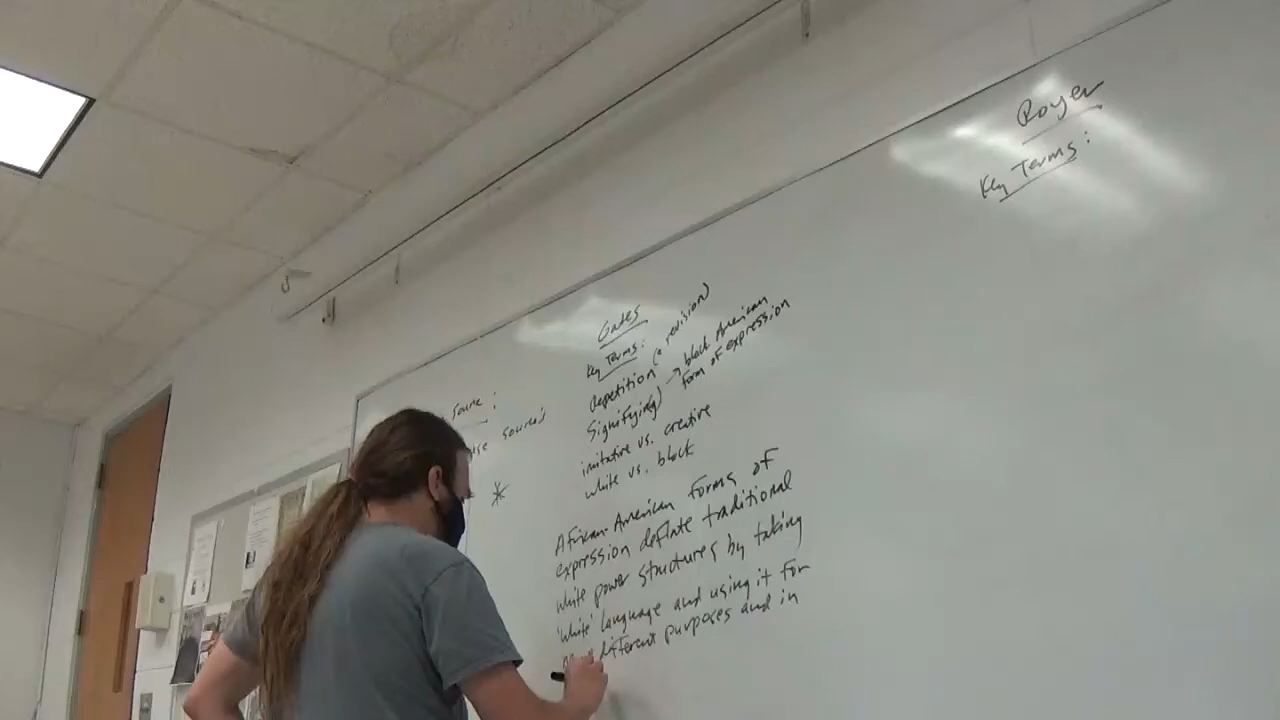 Royer
Key Terms:
Gates
Key Terms:
repetition (& revision)
Signifyin(g) → black American
form of expression
imitative vs. creative
white vs. black
Source:
use sources
*
African-American forms of
expression deflate traditional
white power structures by taking
'white' language and using it for
different purposes and in